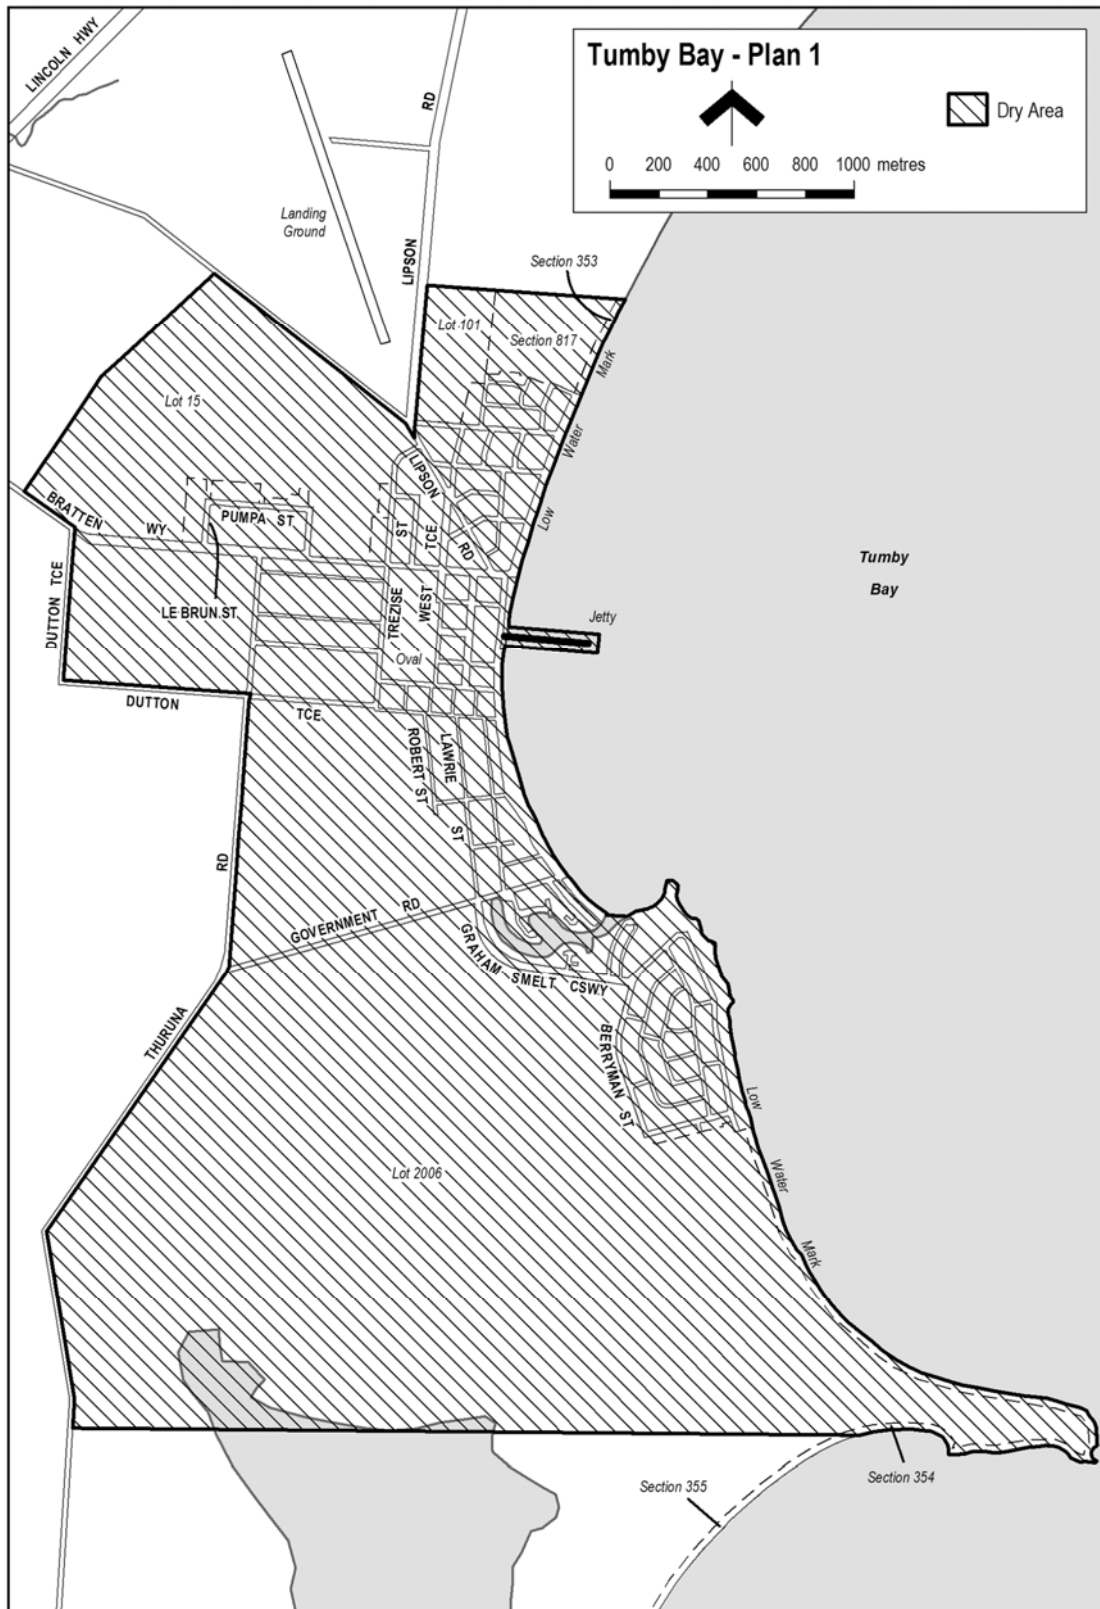 Tumby Bay - Plan 1
Dry Area
0 200 400 600 800 1000 metres
LINCOLN HWY
RD
Landing
Ground
LIPSON
Section 353
Lot 101
Section 817
Mark
Lot 15
Water
LIPSON
BRATTEN
WY
PUMPA ST
ST
TCE
RD
Low
Tumby
Bay
DUTTON TCE
LE BRUN ST
TREZISE
WEST
Jetty
Oval
DUTTON
TCE
ROBERT ST
LAWRIE
ST
RD
GOVERNMENT RD
GRAHAM SMELT CSWY
THURUNA
BERRYMAN ST
Low
Lot 2006
Water
Mark
Section 354
Section 355